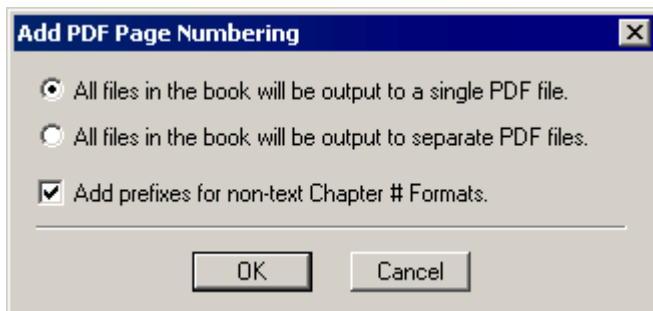 Add PDF Page Numbering
All files in the book will be output to a single PDF file.
All files in the book will be output to separate PDF files.
Add prefixes for non-text Chapter # Formats.
OK Cancel